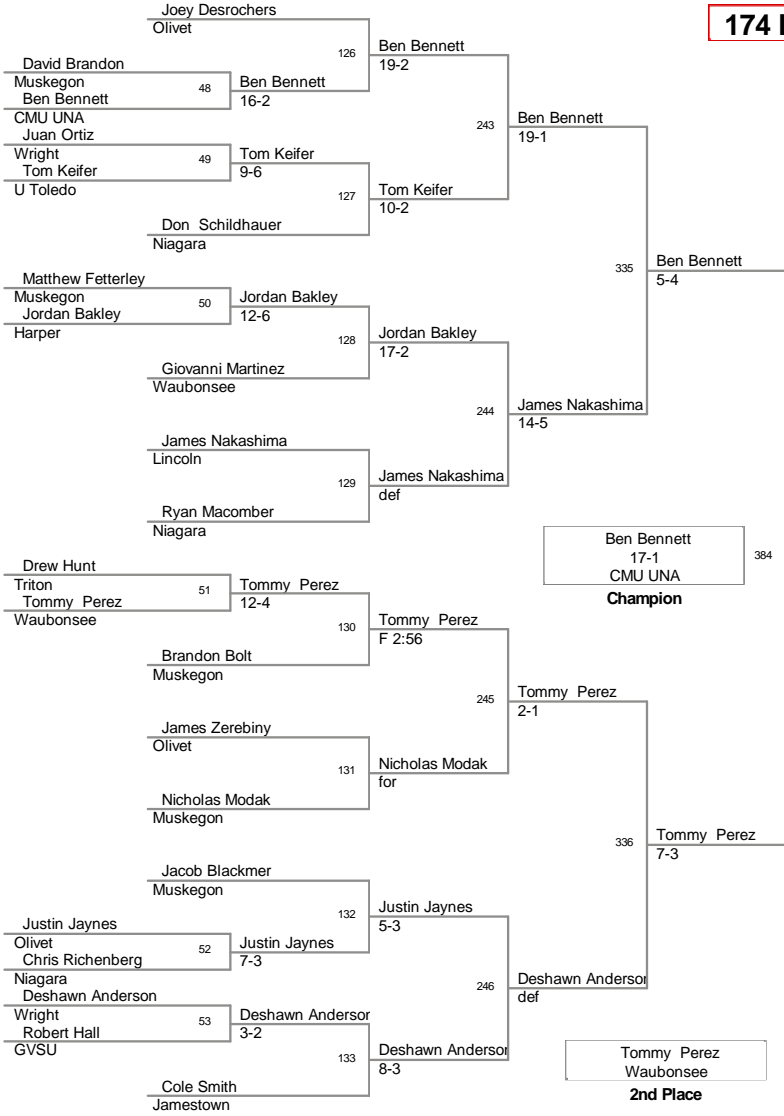 Joey Desrochers
174
Olivet
Ben Bennett
126
19-2
David Brandon
Muskegon
48
Ben Bennett
Ben Bennett
16-2
CMU UNA
243
Ben Bennett
19-1
Juan Ortiz
Wright
49
Tom Keifer
Tom Keifer
9-6
U Toledo
127
Tom Keifer
10-2
Don Schildhauer
Niagara
335
Ben Bennett
5-4
Matthew Fetterley
Muskegon
50
Jordan Bakley
Jordan Bakley
12-6
Harper
128
Jordan Bakley
17-2
Giovanni Martinez
Waubonsee
244
James Nakashima
14-5
James Nakashima
Lincoln
129
James Nakashima
def
Ryan Macomber
Niagara
Ben Bennett
17-1
CMU UNA
384
Champion
Drew Hunt
Triton
51
Tommy Perez
Tommy Perez
12-4
Waubonsee
130
Tommy Perez
F 2:56
Brandon Bolt
Muskegon
245
Tommy Perez
2-1
James Zerebiny
Olivet
131
Nicholas Modak
for
Nicholas Modak
Muskegon
336
Tommy Perez
7-3
Jacob Blackmer
Muskegon
132
Justin Jaynes
5-3
Justin Jaynes
Olivet
52
Justin Jaynes
Chris Richenberg
7-3
Niagara
246
Deshawn Anderson
def
Deshawn Anderson
Wright
53
Deshawn Anderson
Robert Hall
3-2
GVSU
133
Deshawn Anderson
8-3
Cole Smith
Jamestown
Tommy Perez
Waubonsee
2nd Place